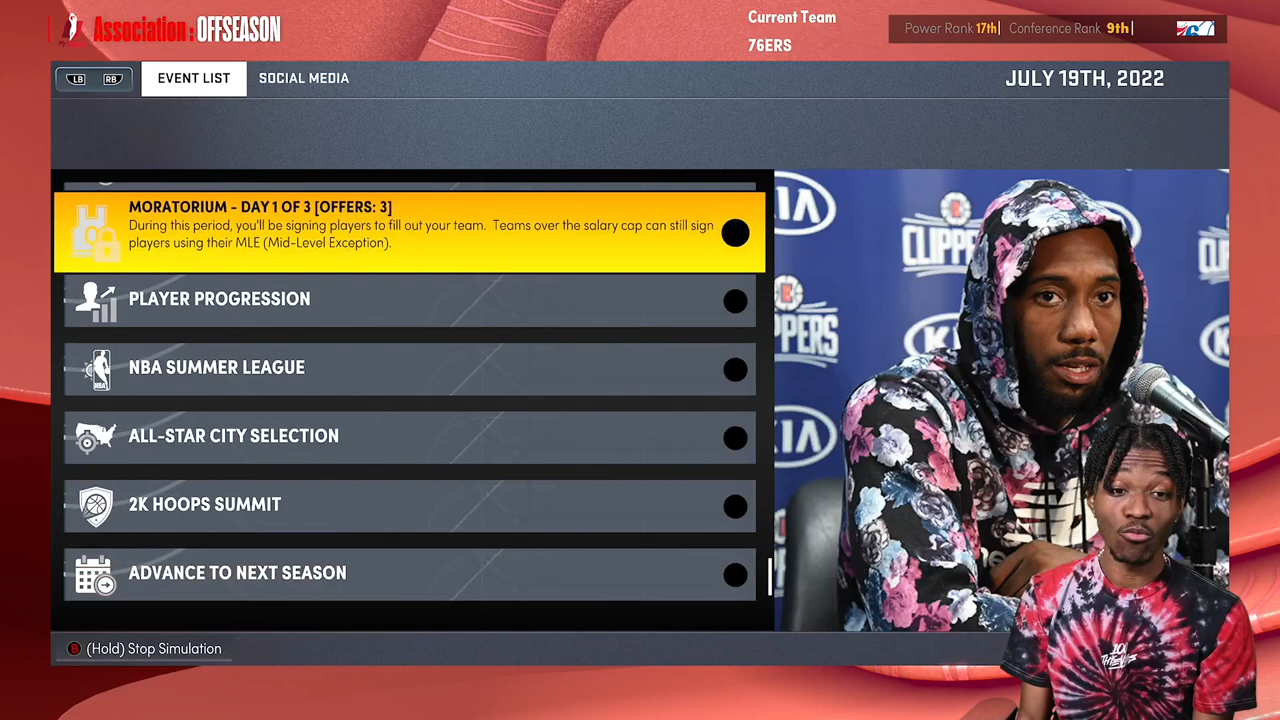 Association: OFFSEASON
Current Team
76ERS
Power Rank 17th| Conference Rank 9th|
LB RB EVENT LIST SOCIAL MEDIA
JULY 19TH, 2022
MORATORIUM - DAY 1 OF 3 [OFFERS: 3]
During this period, you'll be signing players to fill out your team. Teams over the salary cap can still sign
players using their MLE (Mid-Level Exception).
PLAYER PROGRESSION
NBA SUMMER LEAGUE
ALL-STAR CITY SELECTION
2K HOOPS SUMMIT
ADVANCE TO NEXT SEASON
B (Hold) Stop Simulation
KIA
CLIPPE
CLIPPERS
KIA
KIA